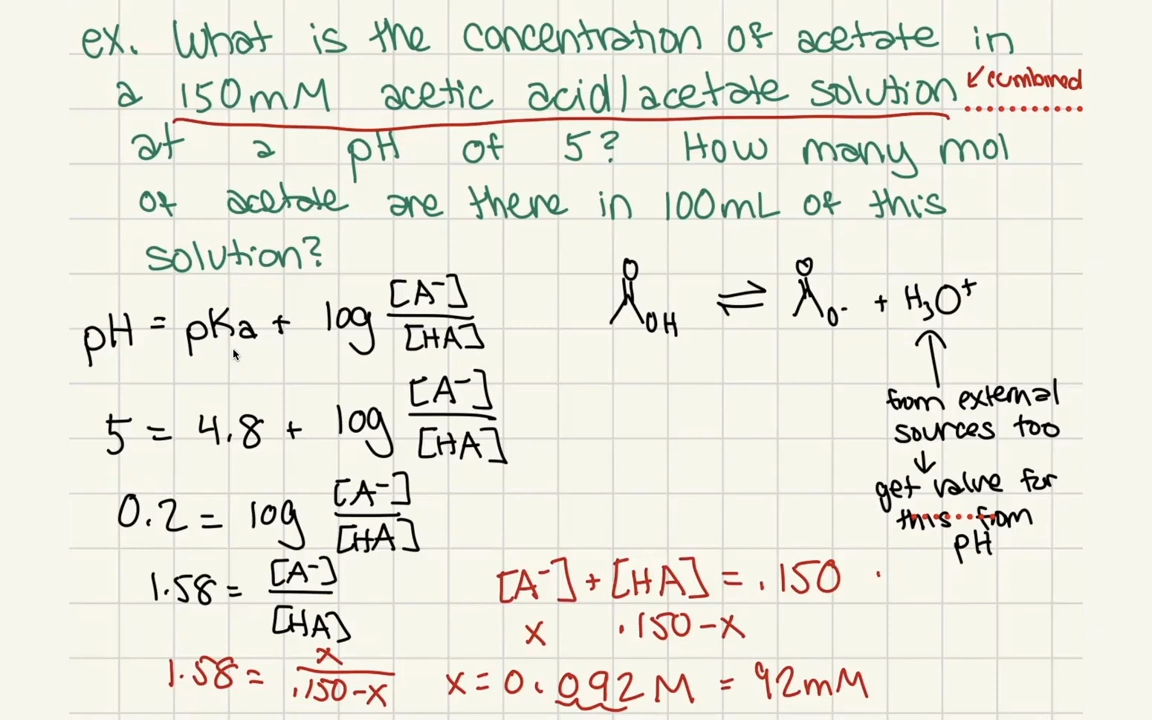 ex. What is the concentration of acetate in
a 150mM acetic acid/acetate solution ↙combined
at a pH of 5? How many mol
of acetate are there in 100mL of this
solution?
pH = pKa + log [A⁻]/[HA]
OH ⇌ O⁻ + H₃O⁺
5 = 4.8 + log [A⁻]/[HA]
from external
sources too
↓
get value for
this from
pH
0.2 = log [A⁻]/[HA]
1.58 = [A⁻]/[HA]
[A⁻] + [HA] = .150
x .150-x
1.58 = x/.150-x
x = 0.092 M = 92mM